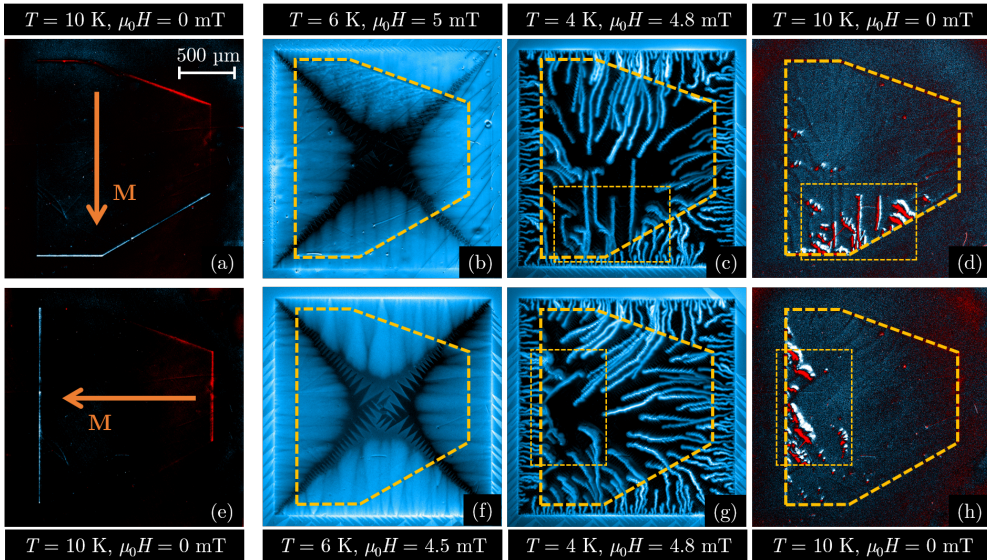 T = 10 K, μ₀H = 0 mT
T = 6 K, μ₀H = 5 mT
T = 4 K, μ₀H = 4.8 mT
T = 10 K, μ₀H = 0 mT
500 μm
M
(a)
(b)
(c)
(d)
M
(e)
(f)
(g)
(h)
T = 10 K, μ₀H = 0 mT
T = 6 K, μ₀H = 4.5 mT
T = 4 K, μ₀H = 4.8 mT
T = 10 K, μ₀H = 0 mT